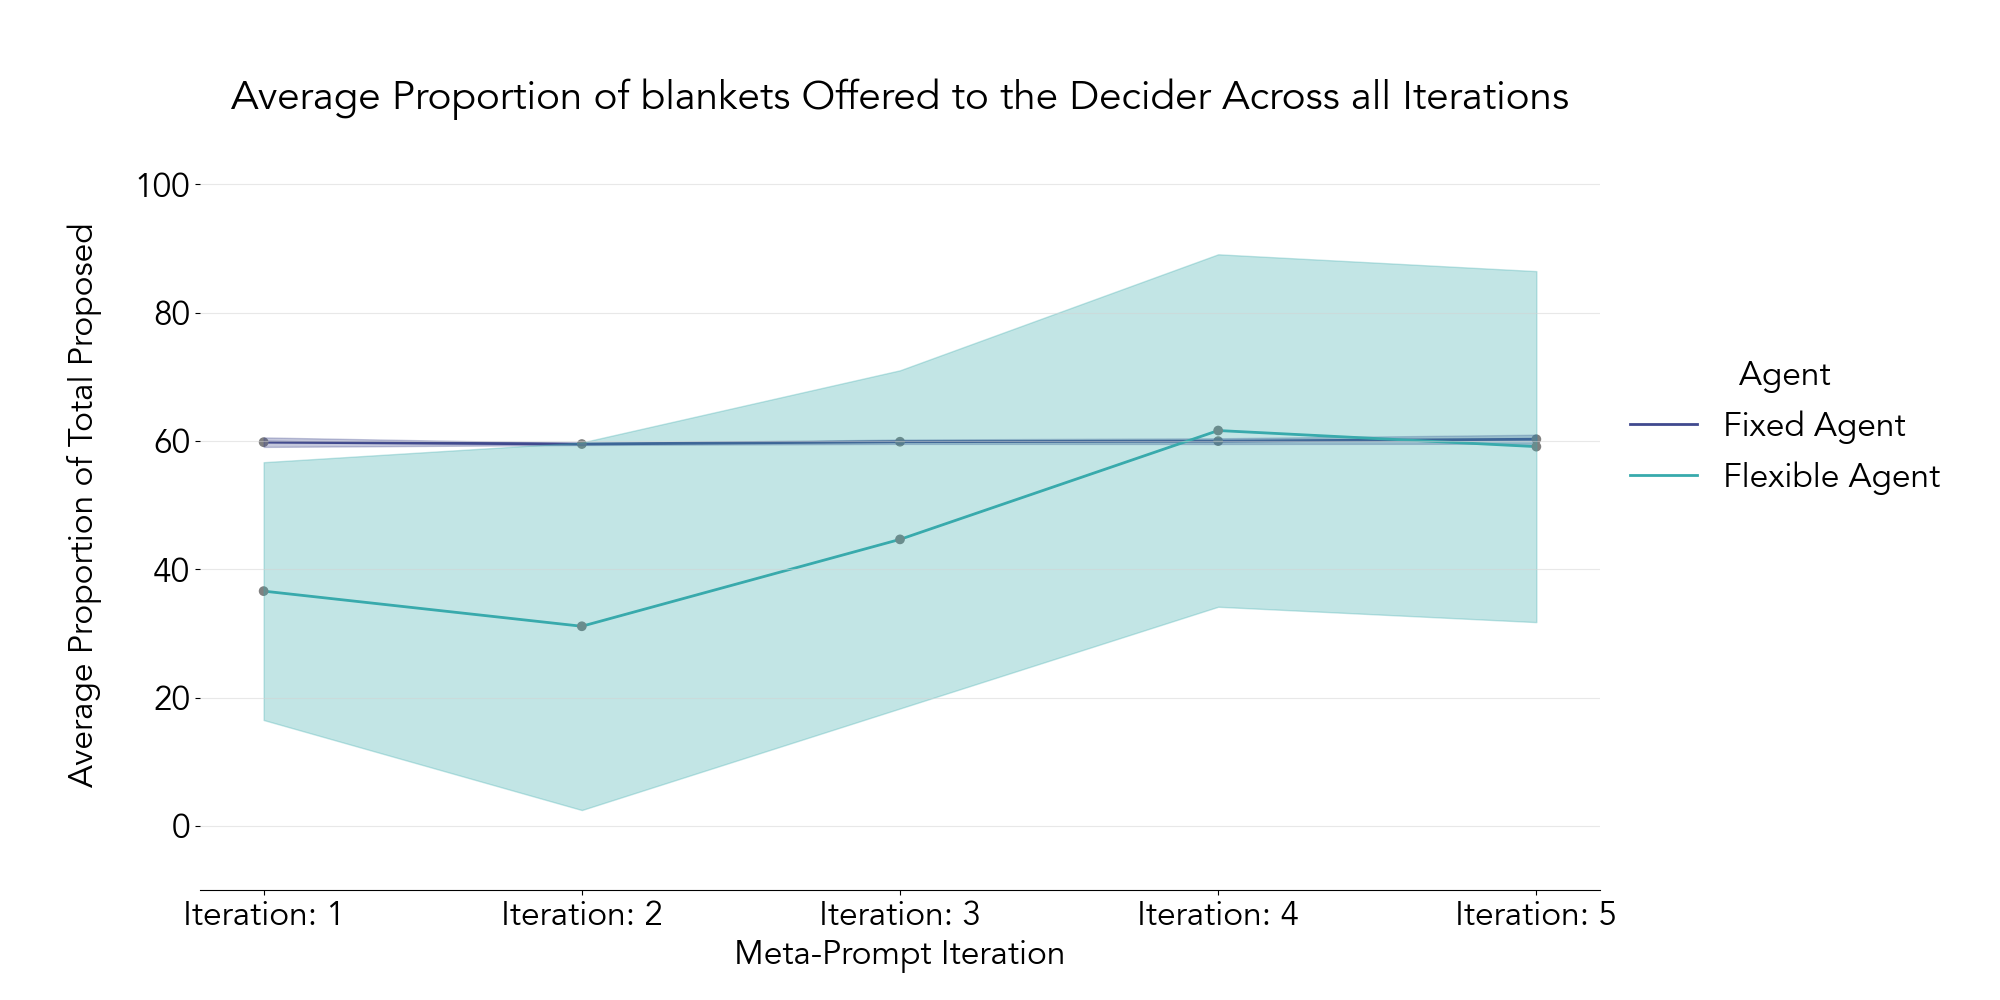 Average Proportion of blankets Offered to the Decider Across all Iterations
Average Proportion of Total Proposed
100
80
60
40
20
0
Iteration: 1
Iteration: 2
Iteration: 3
Iteration: 4
Iteration: 5
Meta-Prompt Iteration
Agent
Fixed Agent
Flexible Agent